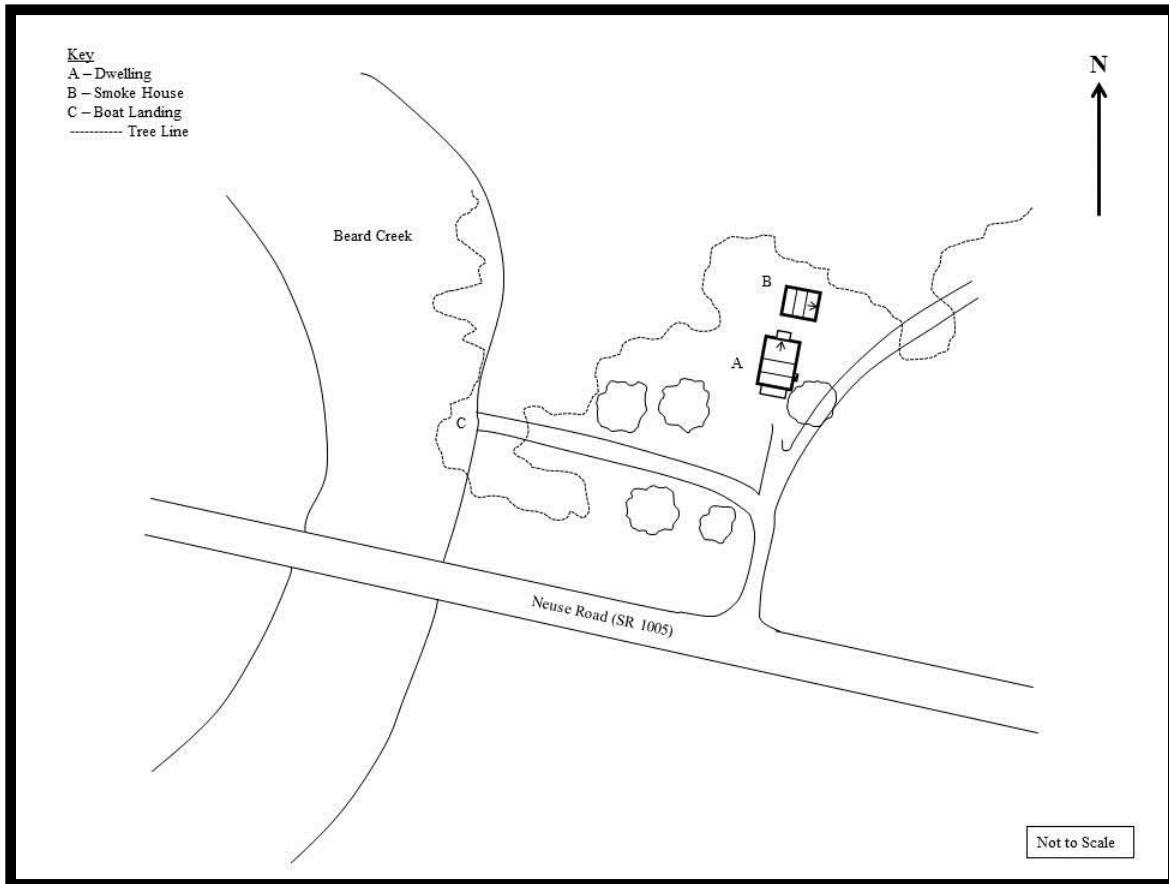 Key
A – Dwelling
B – Smoke House
C – Boat Landing
----------- Tree Line
N
Beard Creek
B
A
C
Neuse Road (SR 1005)
Not to Scale